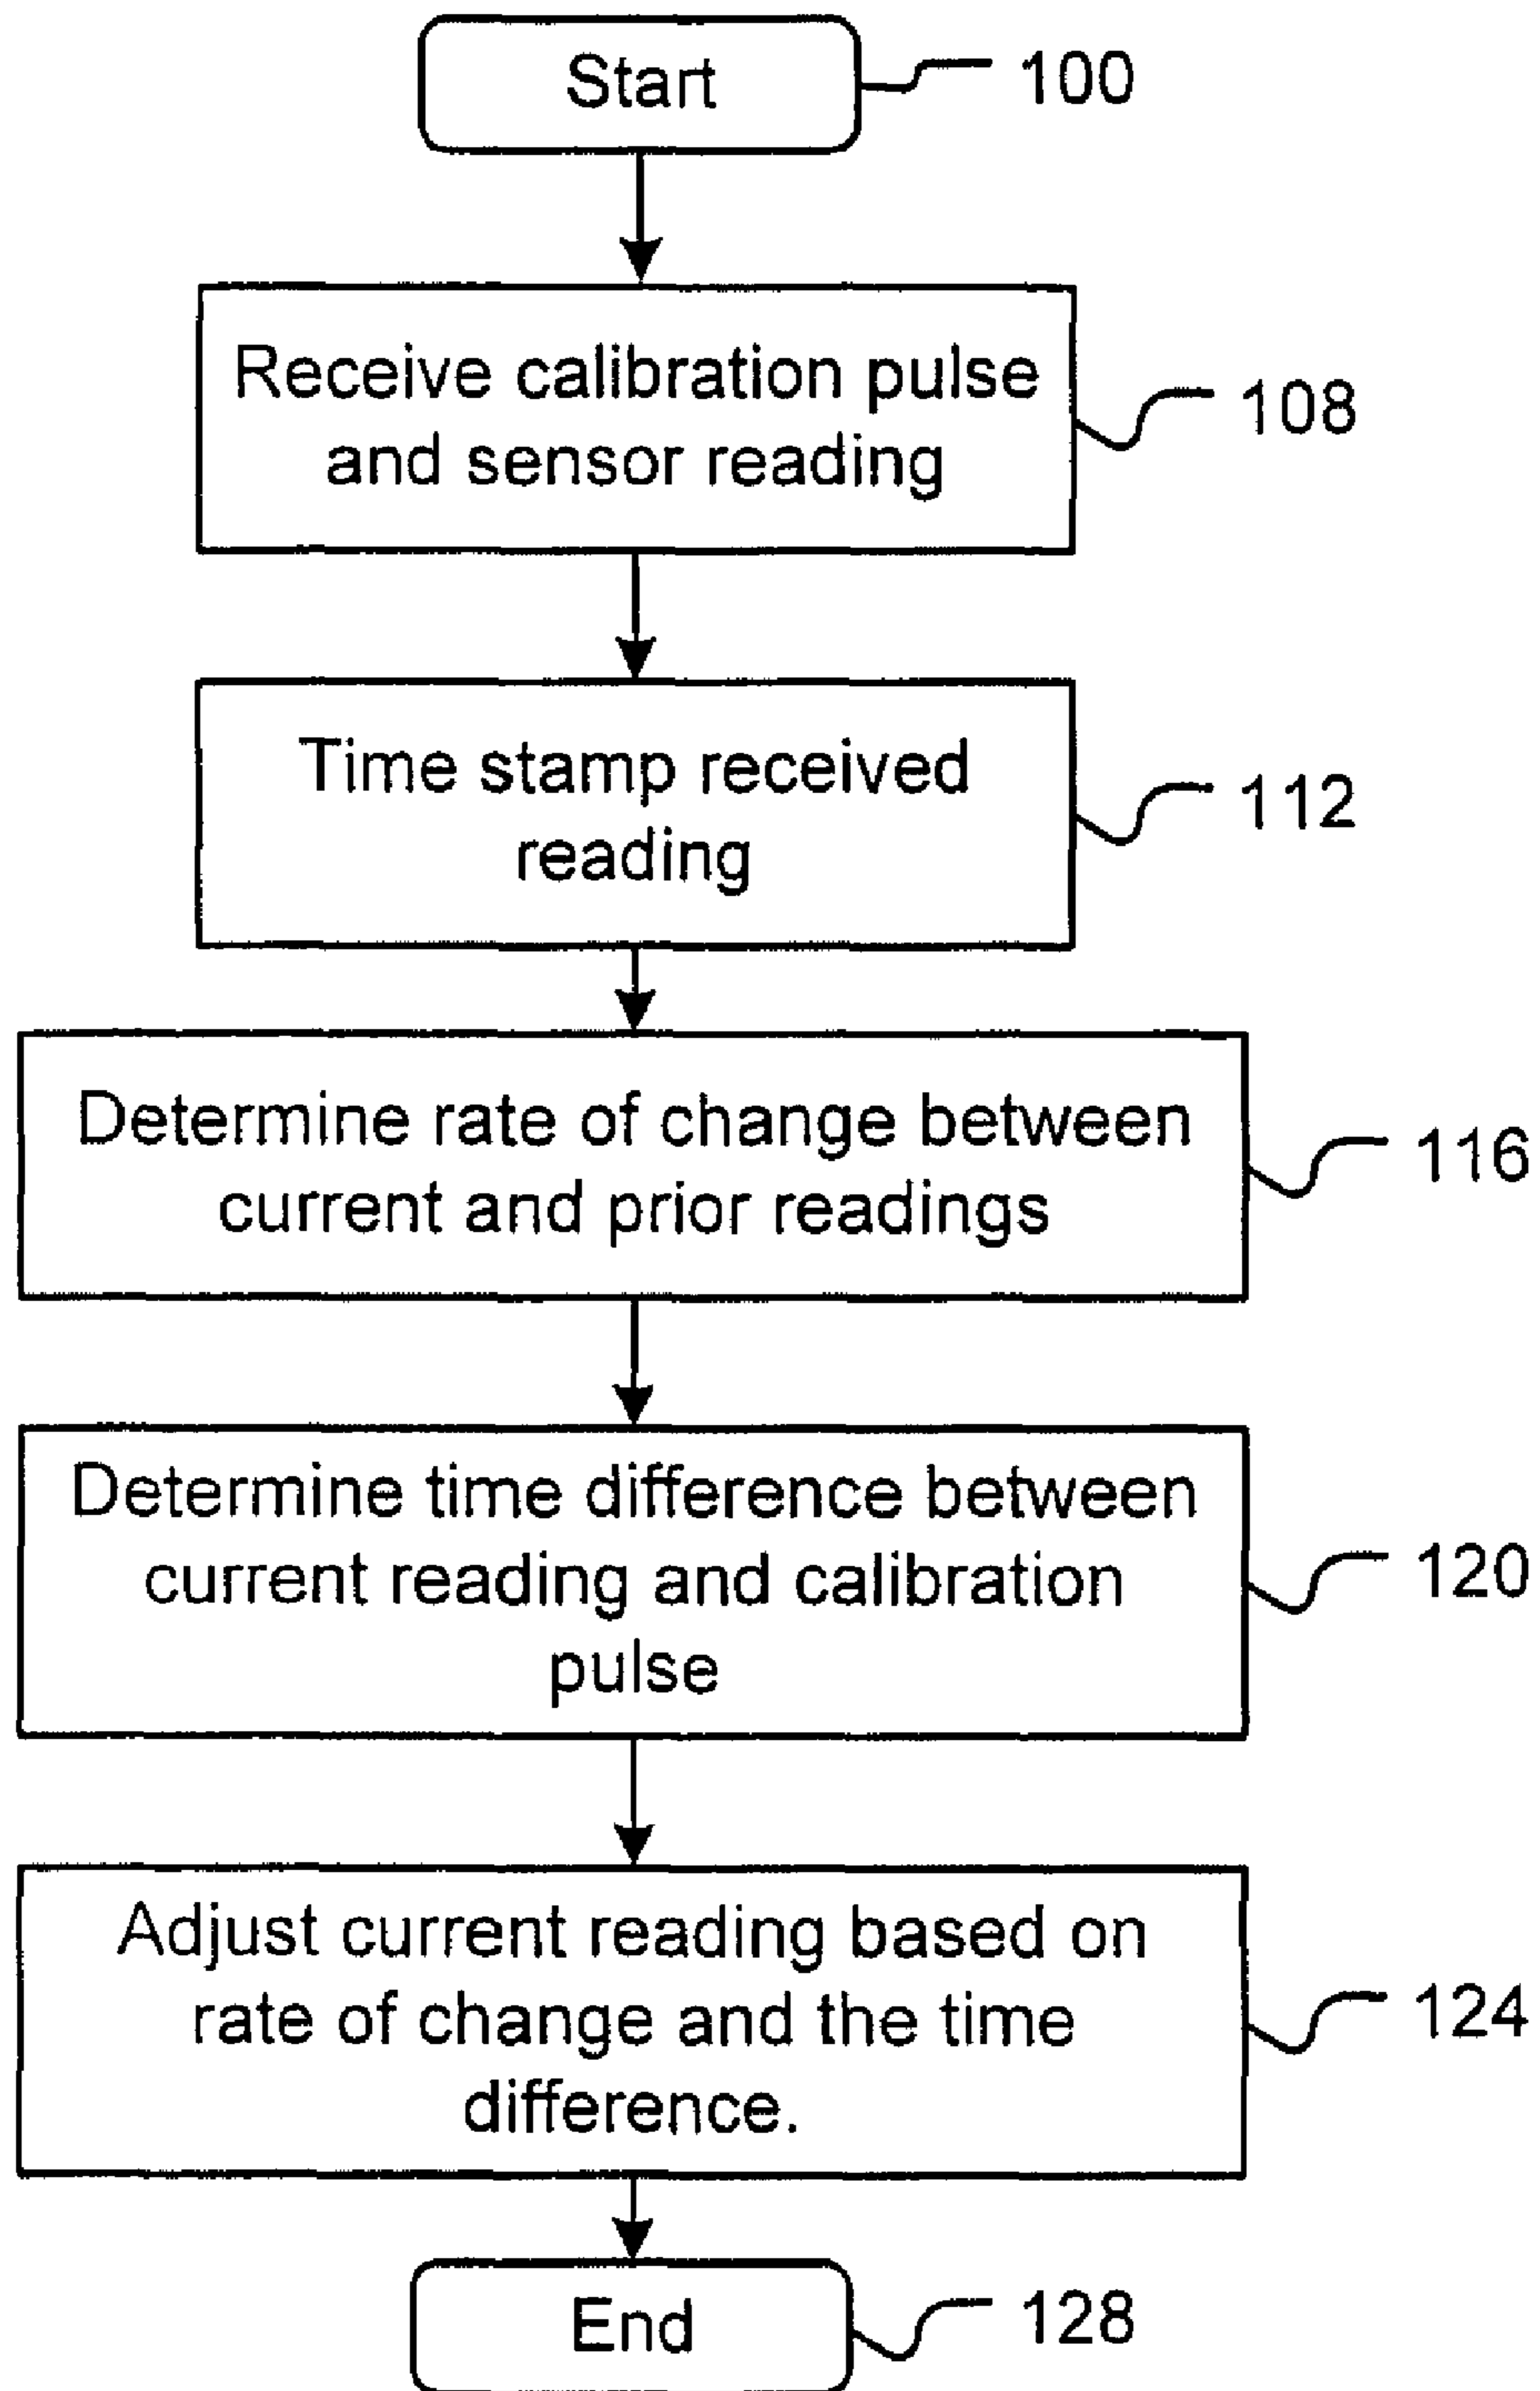 Start
100
Receive calibration pulse
and sensor reading
108
Time stamp received
reading
112
Determine rate of change between
current and prior readings
116
Determine time difference between
current reading and calibration
pulse
120
Adjust current reading based on
rate of change and the time
difference.
124
End
128